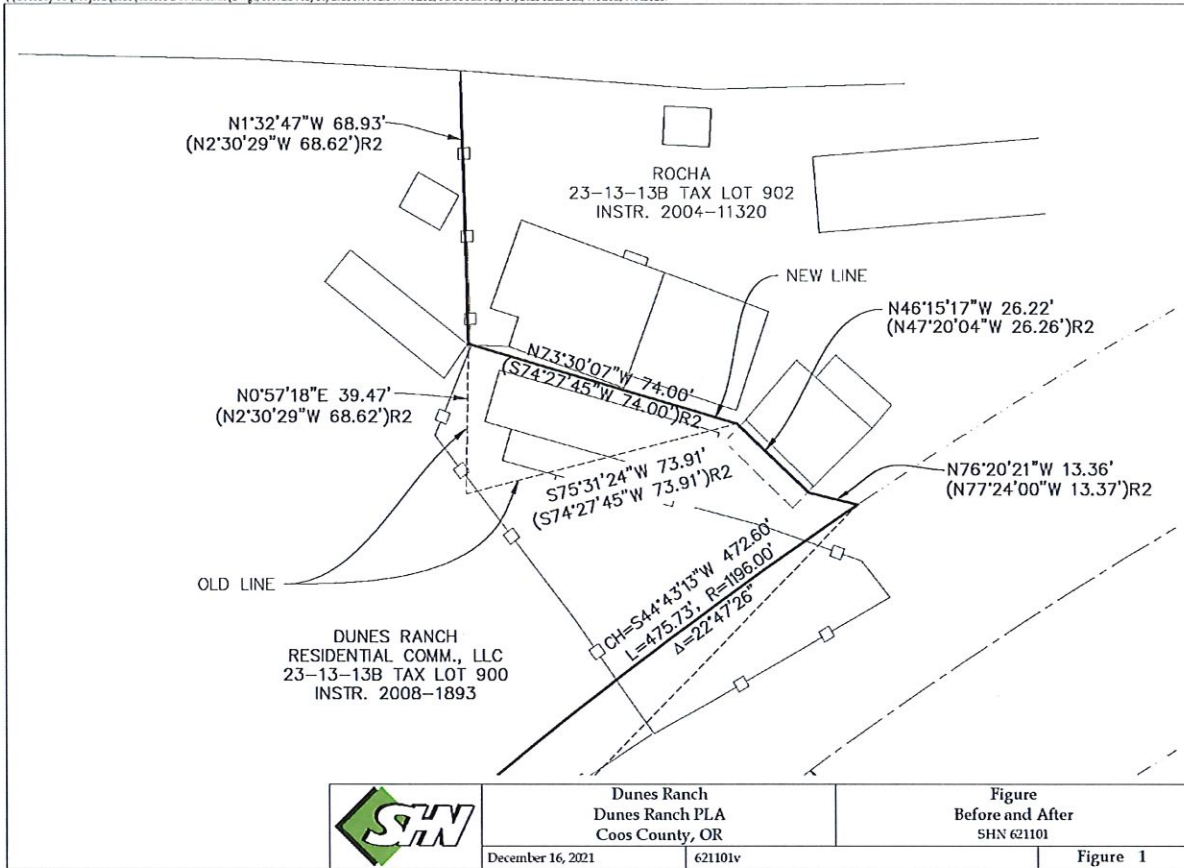 N1°32'47"W 68.93'
(N2°30'29"W 68.62')R2
ROCHA
23-13-13B TAX LOT 902
INSTR. 2004-11320
NEW LINE
N46°15'17"W 26.22'
(N47°20'04"W 26.26')R2
N73°30'07"W 74.00'
(S74°27'45"W 74.00')R2
N0°57'18"E 39.47'
(N2°30'29"W 68.62')R2
N76°20'21"W 13.36'
(N77°24'00"W 13.37')R2
S75°31'24"W 73.91'
(S74°27'45"W 73.91')R2
OLD LINE
CH=S44°43'13"W 472.60'
L=475.73', R=1196.00'
Δ=22°47'26"
DUNES RANCH
RESIDENTIAL COMM., LLC
23-13-13B TAX LOT 900
INSTR. 2008-1893
SHN
Dunes Ranch
Dunes Ranch PLA
Coos County, OR
Figure
Before and After
SHN 621101
December 16, 2021
621101v
Figure 1